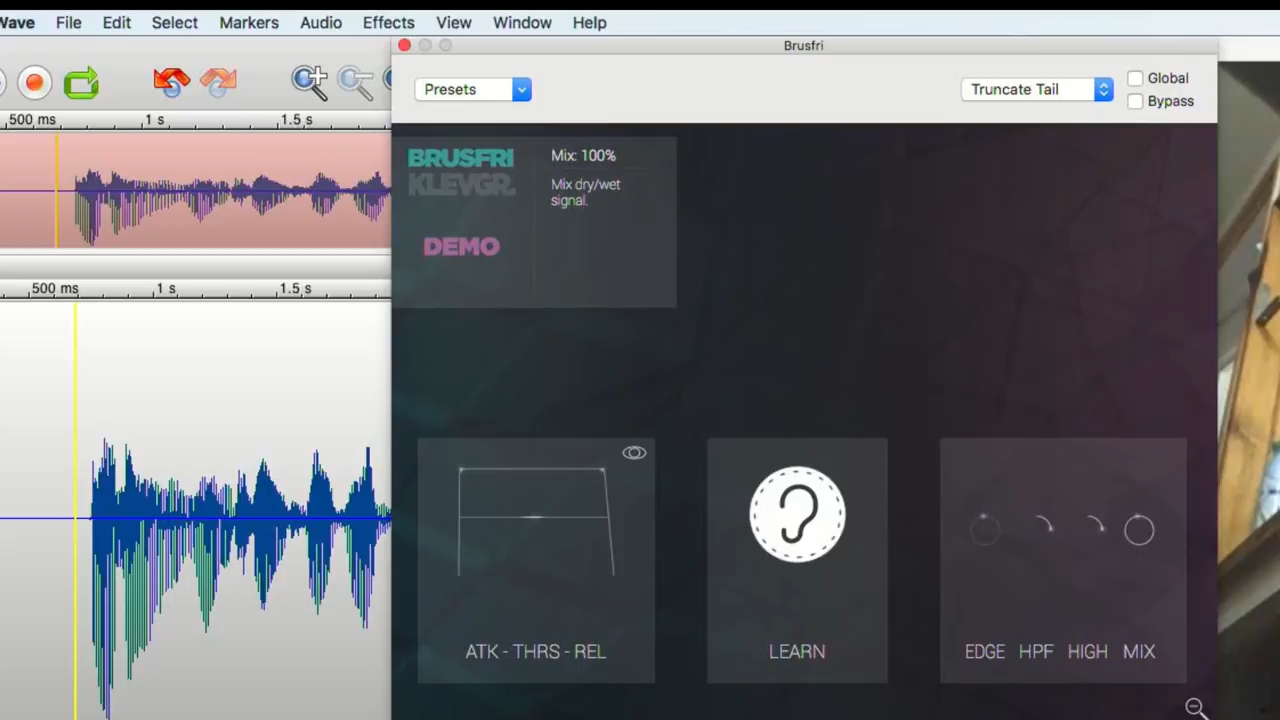 Wave File Edit Select Markers Audio Effects View Window Help
Brusfri
Presets
Truncate Tail
Global
Bypass
500 ms 1 s 1.5 s
BRUSFRI
KLEVGR.
DEMO
Mix: 100%
Mix dry/wet
signal.
500 ms 1 s 1.5 s
ATK - THRS - REL
LEARN
EDGE HPF HIGH MIX